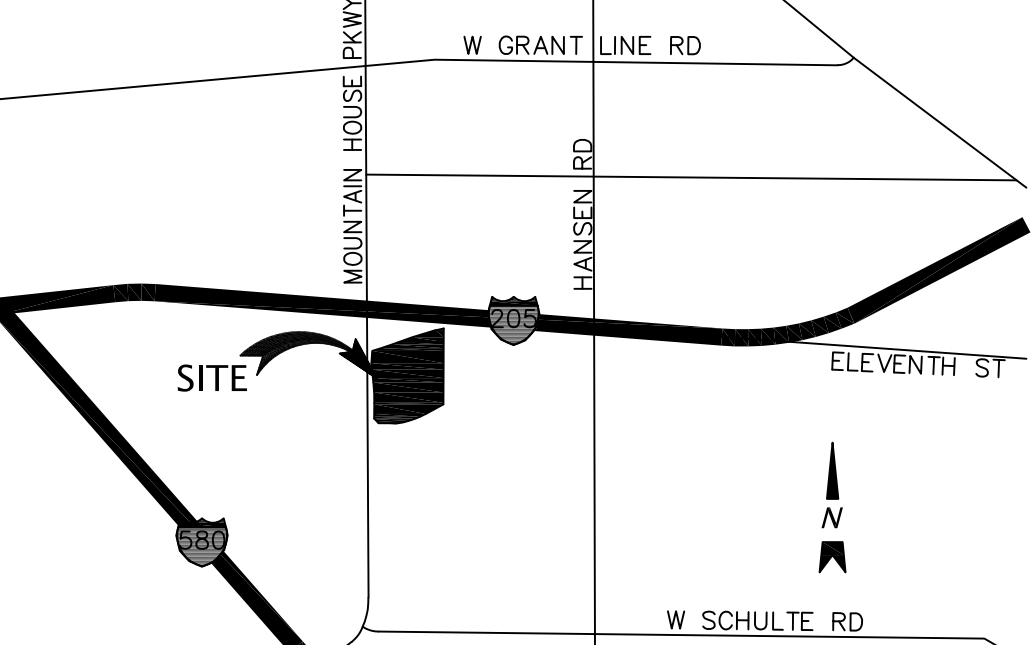 W GRANT LINE RD
MOUNTAIN HOUSE PKWY
HANSEN RD
205
ELEVENTH ST
SITE
N
580
W SCHULTE RD